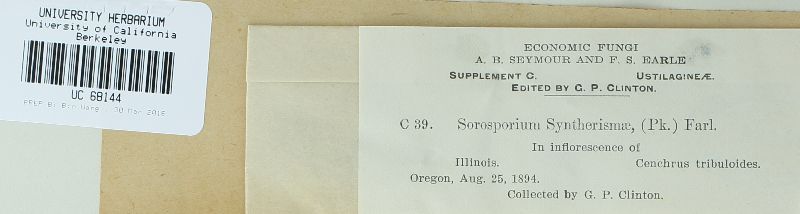 UNIVERSITY HERBARIUM
University of California
Berkeley
UC 68144
ECONOMIC FUNGI
A. B. SEYMOUR AND F. S. EARLE
SUPPLEMENT C. USTILAGINEÆ.
EDITED BY G. P. CLINTON.
C 39. Sorosporium Syntherismæ, (Pk.) Farl.
In inflorescence of
Illinois. Cenchrus tribuloides.
Oregon, Aug. 25, 1894.
Collected by G. P. Clinton.